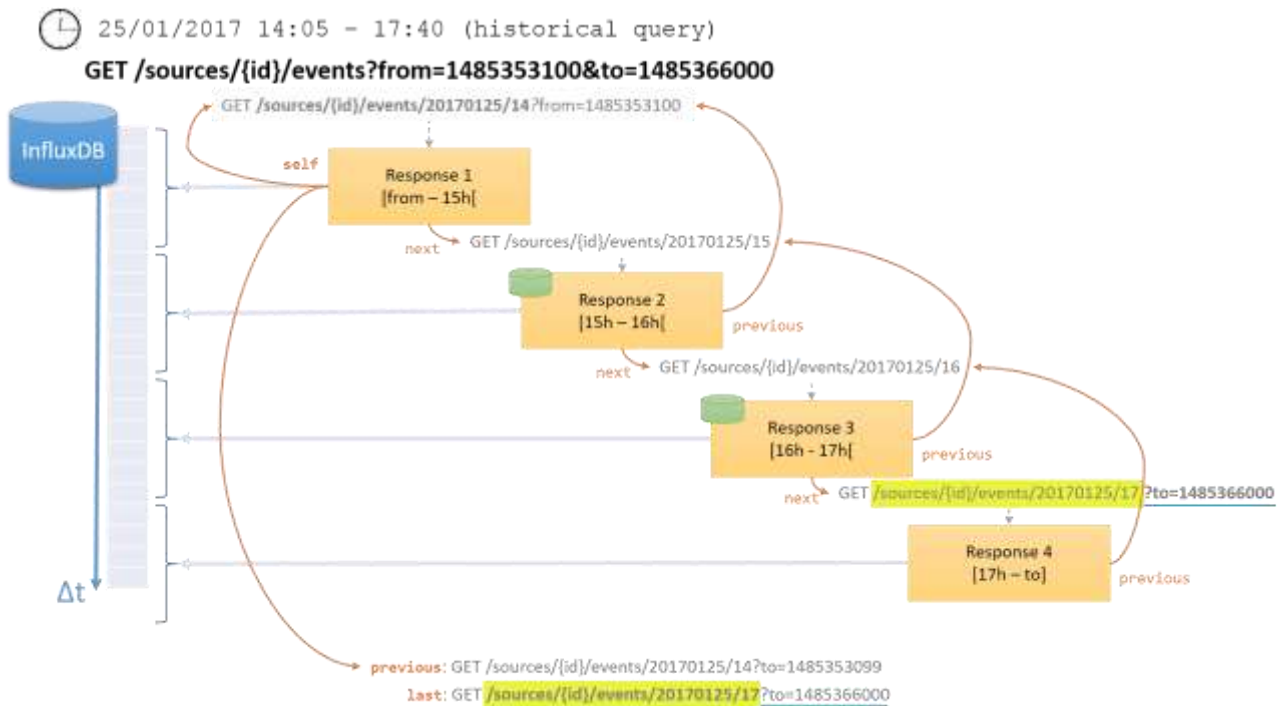 25/01/2017 14:05 – 17:40 (historical query)
GET /sources/{id}/events?from=1485353100&to=1485366000
GET /sources/{id}/events/20170125/14?from=1485353100
InfluxDB
self
Response 1
[from – 15h[
next
GET /sources/{id}/events/20170125/15
Response 2
[15h – 16h[
previous
next
GET /sources/{id}/events/20170125/16
Response 3
[16h - 17h[
previous
next
GET /sources/{id}/events/20170125/17?to=1485366000
Response 4
[17h – to]
previous
Δt
previous: GET /sources/{id}/events/20170125/14?to=1485353099
last: GET /sources/{id}/events/20170125/17?to=1485366000